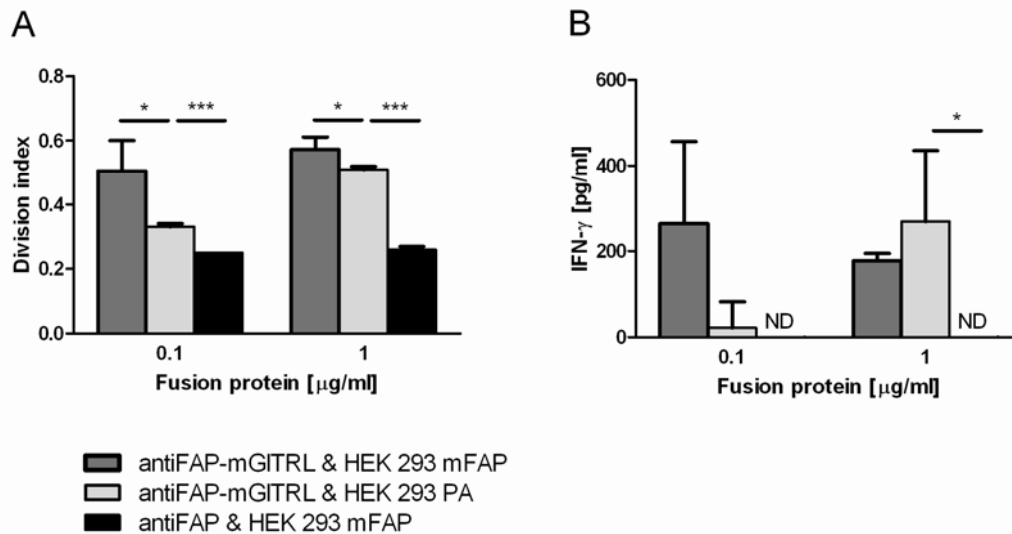 A
Division index
0.8
0.6
0.4
0.2
0.0
* *** * ***
0.1 1
Fusion protein [μg/ml]
B
IFN-γ [pg/ml]
600
400
200
0
*
ND ND
0.1 1
Fusion protein [μg/ml]
antiFAP-mGITRL & HEK 293 mFAP
antiFAP-mGITRL & HEK 293 PA
antiFAP & HEK 293 mFAP